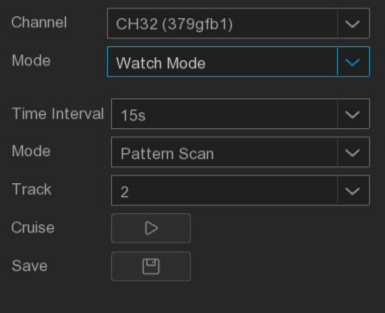 Channel CH32 (379gfb1)
Mode Watch Mode
Time Interval 15s
Mode Pattern Scan
Track 2
Cruise
Save